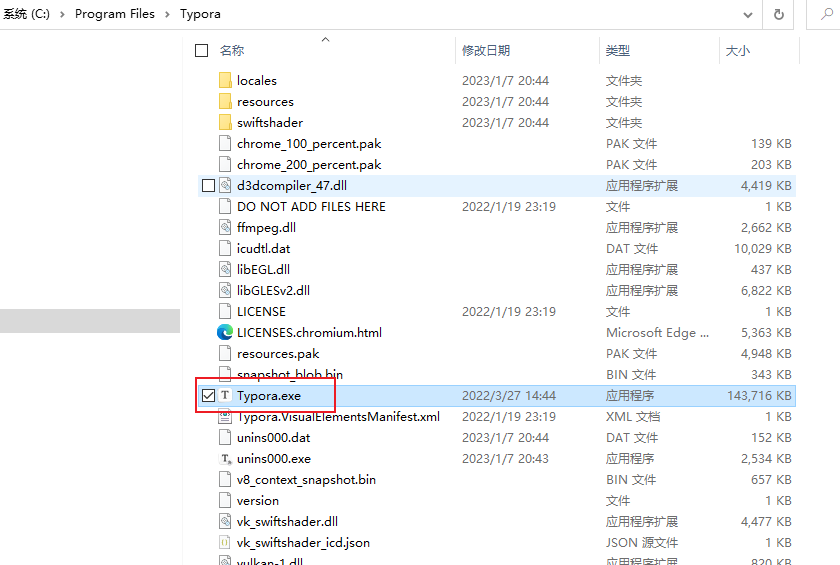 系统 (C:) › Program Files › Typora
名称 修改日期 类型 大小
locales 2023/1/7 20:44 文件夹
resources 2023/1/7 20:44 文件夹
swiftshader 2023/1/7 20:44 文件夹
chrome_100_percent.pak PAK 文件 139 KB
chrome_200_percent.pak PAK 文件 203 KB
d3dcompiler_47.dll 应用程序扩展 4,419 KB
DO NOT ADD FILES HERE 2022/1/19 23:19 文件 1 KB
ffmpeg.dll 应用程序扩展 2,662 KB
icudtl.dat DAT 文件 10,029 KB
libEGL.dll 应用程序扩展 437 KB
libGLESv2.dll 应用程序扩展 6,822 KB
LICENSE 2022/1/19 23:19 文件 1 KB
LICENSES.chromium.html Microsoft Edge ... 5,363 KB
resources.pak PAK 文件 4,948 KB
snapshot_blob.bin BIN 文件 343 KB
Typora.exe 2022/3/27 14:44 应用程序 143,716 KB
Typora.VisualElementsManifest.xml 2022/1/19 23:19 XML 文档 1 KB
unins000.dat 2023/1/7 20:44 DAT 文件 152 KB
unins000.exe 2023/1/7 20:43 应用程序 2,534 KB
v8_context_snapshot.bin BIN 文件 657 KB
version 文件 1 KB
vk_swiftshader.dll 应用程序扩展 4,477 KB
vk_swiftshader_icd.json JSON 源文件 1 KB
vulkan-1.dll 应用程序扩展 820 KB